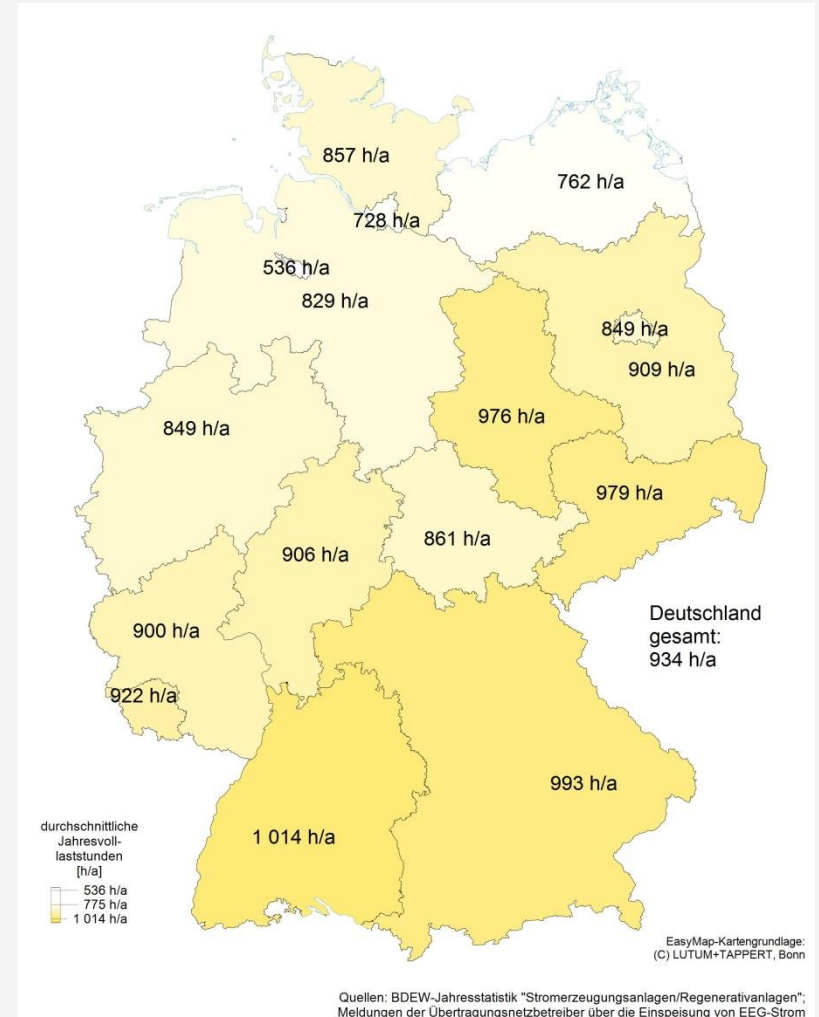 857 h/a
762 h/a
728 h/a
536 h/a
829 h/a
849 h/a
909 h/a
849 h/a
976 h/a
979 h/a
906 h/a
861 h/a
900 h/a
Deutschland
gesamt:
934 h/a
922 h/a
993 h/a
1 014 h/a
durchschnittliche
Jahresvoll-
laststunden
[h/a]
536 h/a
775 h/a
1 014 h/a
EasyMap-Kartengrundlage:
(C) LUTUM+TAPPERT, Bonn
Quellen: BDEW-Jahresstatistik "Stromerzeugungsanlagen/Regenerativanlagen";
Meldungen der Übertragungsnetzbetreiber über die Einspeisung von EEG-Strom